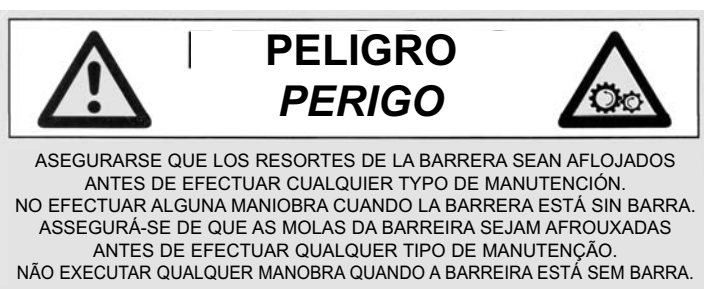 PELIGRO
PERIGO
ASEGURARSE QUE LOS RESORTES DE LA BARRERA SEAN AFLOJADOS
ANTES DE EFECTUAR CUALQUIER TYPO DE MANUTENCIÓN.
NO EFECTUAR ALGUNA MANIOBRA CUANDO LA BARRERA ESTÁ SIN BARRA.
ASSEGURÁ-SE DE QUE AS MOLAS DA BARREIRA SEJAM AFROUXADAS
ANTES DE EFECTUAR QUALQUER TIPO DE MANUTENÇÃO.
NÃO EXECUTAR QUALQUER MANOBRA QUANDO A BARREIRA ESTÁ SEM BARRA.